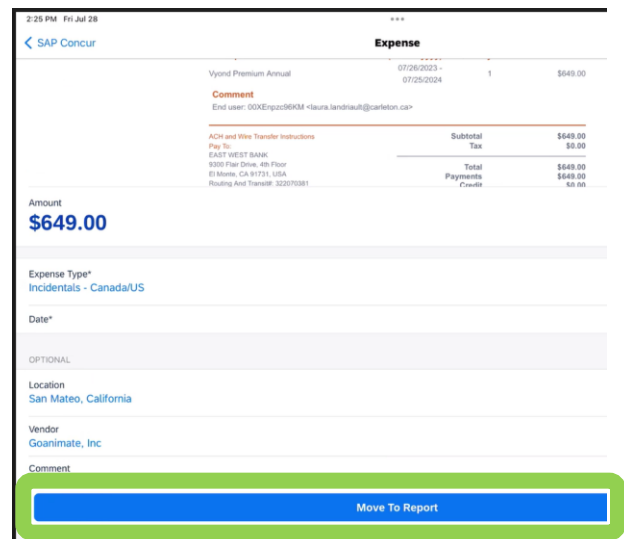 2:25 PM Fri Jul 28
SAP Concur
Expense
Vyond Premium Annual
07/26/2023 -
07/25/2024
1
$649.00
Comment
End user: 00XEnpzc96KM <laura.landriault@carleton.ca>
ACH and Wire Transfer Instructions
Pay To:
EAST WEST BANK
9300 Flair Drive, 4th Floor
El Monte, CA 91731, USA
Routing And Transit#: 322070381
Subtotal $649.00
Tax $0.00
Total $649.00
Payments $649.00
Credit $0.00
Amount
$649.00
Expense Type*
Incidentals - Canada/US
Date*
OPTIONAL
Location
San Mateo, California
Vendor
Goanimate, Inc
Comment
Move To Report